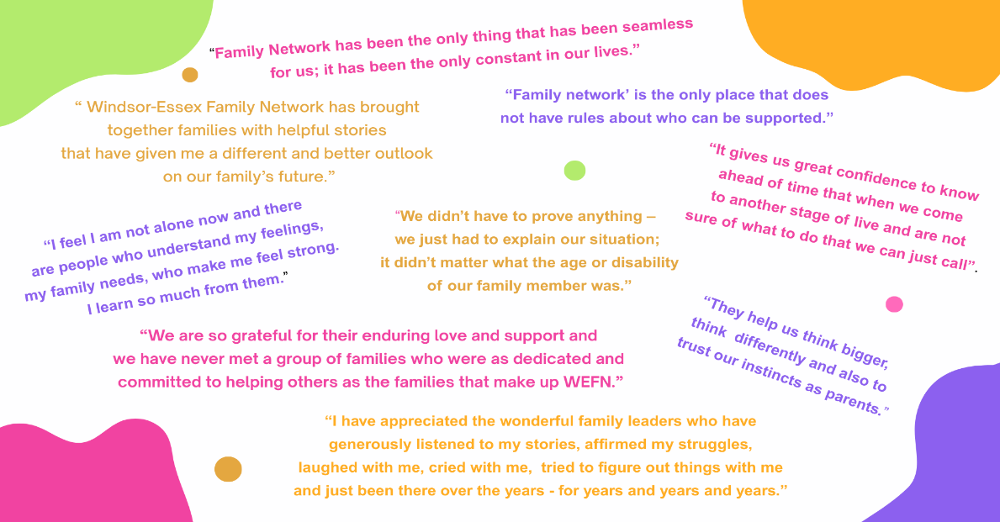 “Family Network has been the only thing that has been seamless
for us; it has been the only constant in our lives.”
“ Windsor-Essex Family Network has brought
together families with helpful stories
that have given me a different and better outlook
on our family’s future.”
“Family network’ is the only place that does
not have rules about who can be supported.”
“It gives us great confidence to know
ahead of time that when we come
to another stage of live and are not
sure of what to do that we can just call”.
“I feel I am not alone now and there
are people who understand my feelings,
my family needs, who make me feel strong.
I learn so much from them.”
“We didn’t have to prove anything –
we just had to explain our situation;
it didn’t matter what the age or disability
of our family member was.”
“They help us think bigger,
think  differently and also to
trust our instincts as parents.”
“We are so grateful for their enduring love and support and
we have never met a group of families who were as dedicated and
committed to helping others as the families that make up WEFN.”
“I have appreciated the wonderful family leaders who have
generously listened to my stories, affirmed my struggles,
laughed with me, cried with me,  tried to figure out things with me
and just been there over the years - for years and years and years.”